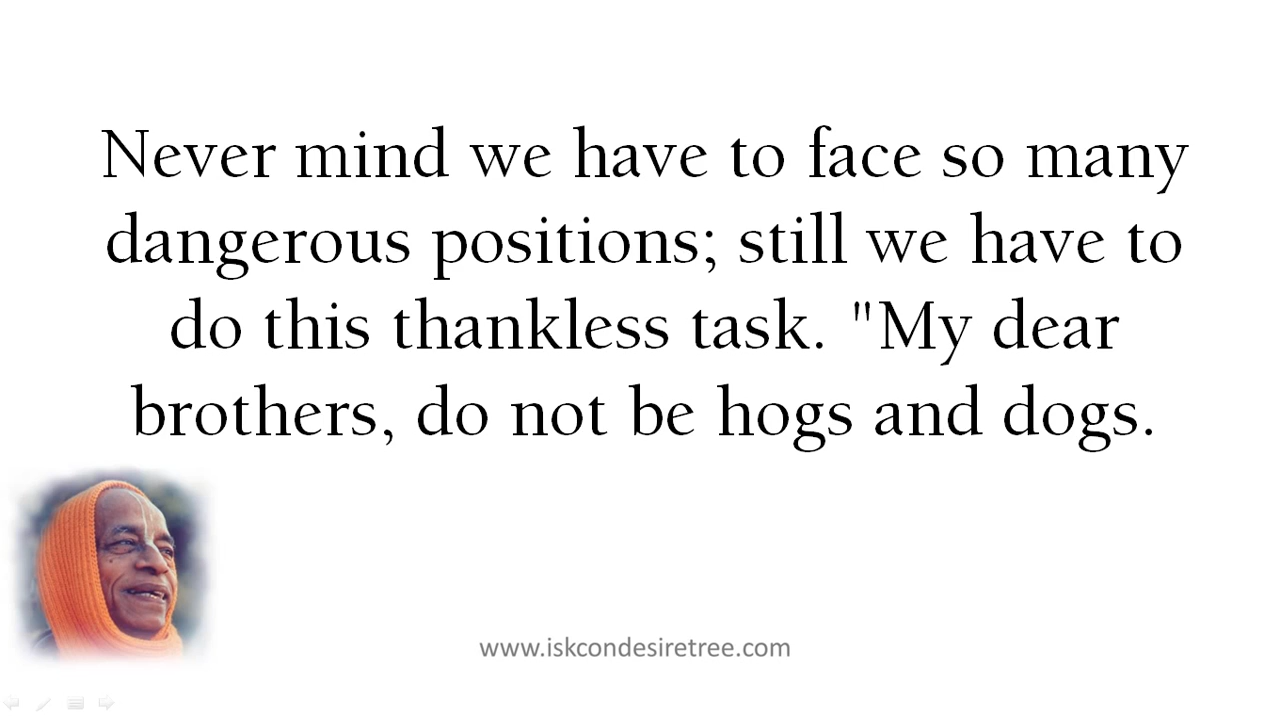 Never mind we have to face so many
dangerous positions; still we have to
do this thankless task. "My dear
brothers, do not be hogs and dogs.
www.iskcondesiretree.com